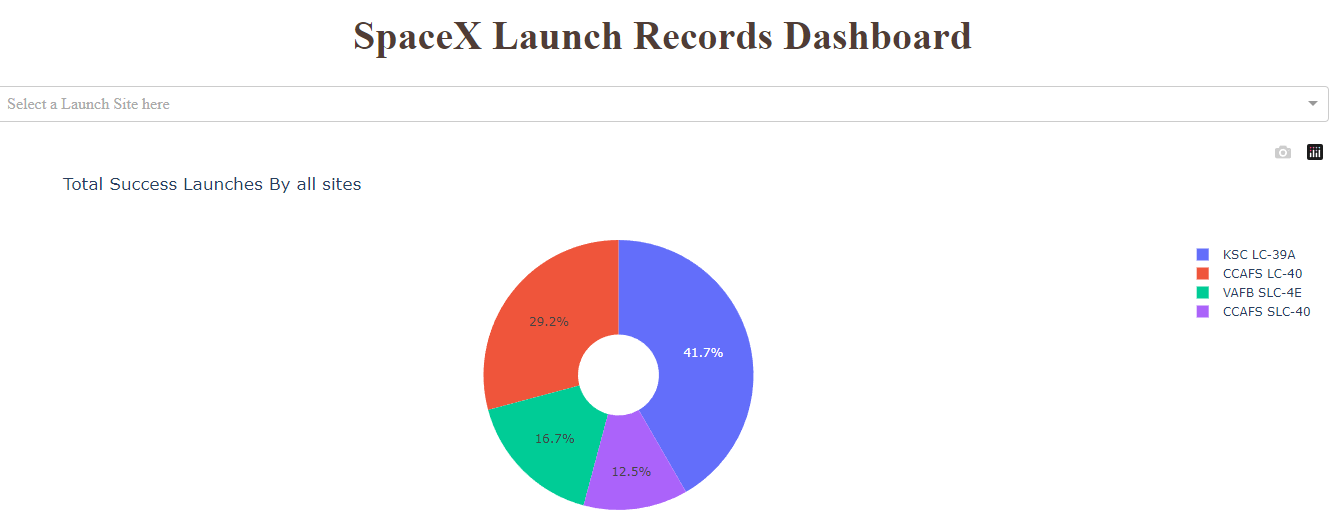 SpaceX Launch Records Dashboard
Select a Launch Site here
Total Success Launches By all sites
KSC LC-39A
CCAFS LC-40
VAFB SLC-4E
CCAFS SLC-40
29.2%
41.7%
16.7%
12.5%